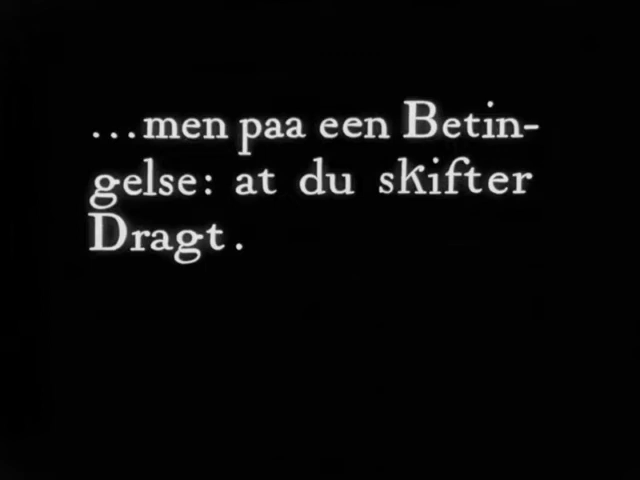 ...men paa een Betin-
gelse: at du skifter
Dragt.